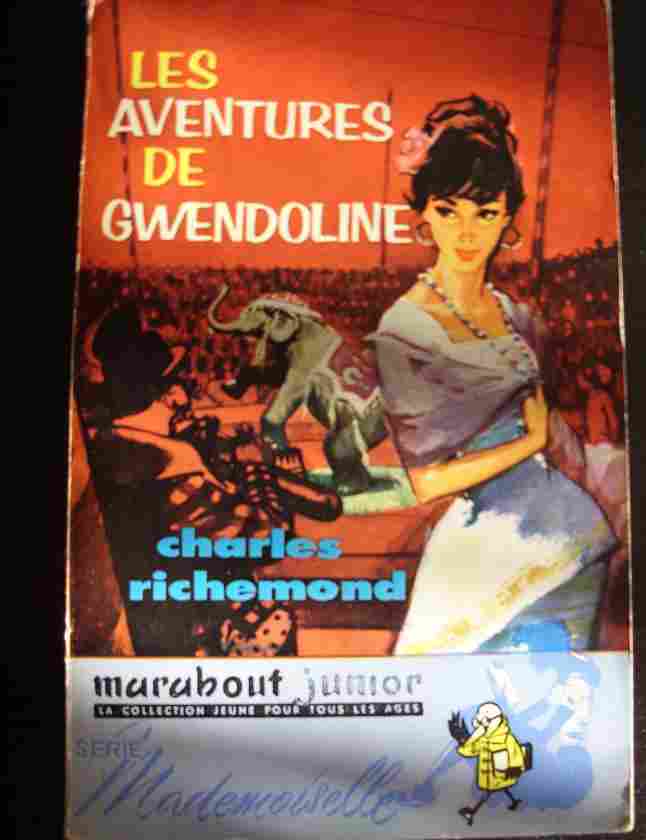 LES
AVENTURES
DE
GWENDOLINE
charles
richemond
marabout junior
LA COLLECTION JEUNE POUR TOUS LES AGES
SERIE
Mademoiselle